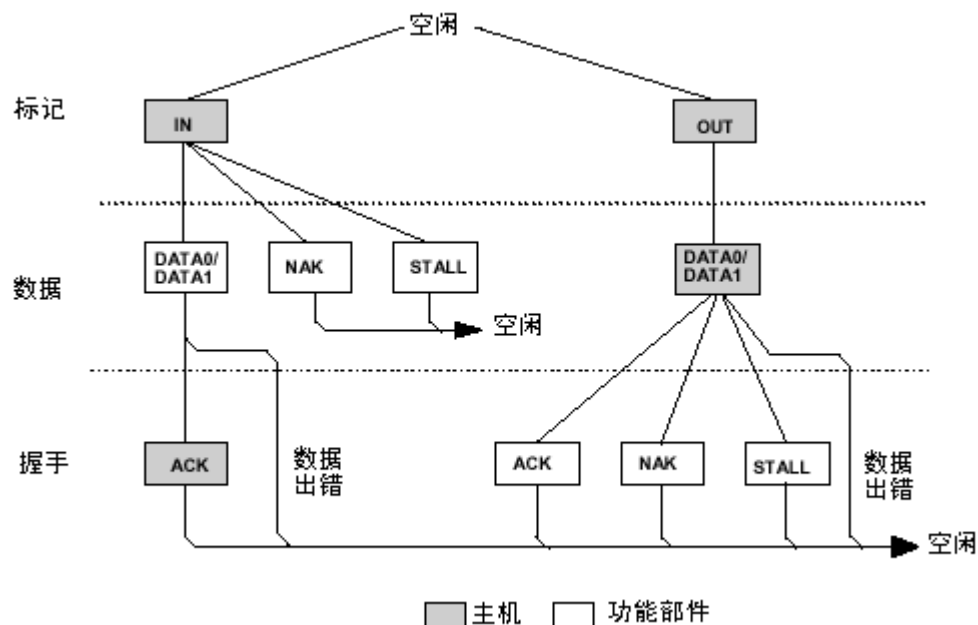 空闲
标记
IN
OUT
数据
DATA0/
DATA1
NAK
STALL
DATA0/
DATA1
空闲
握手
ACK
数据
出错
ACK
NAK
STALL
数据
出错
空闲
主机
功能部件